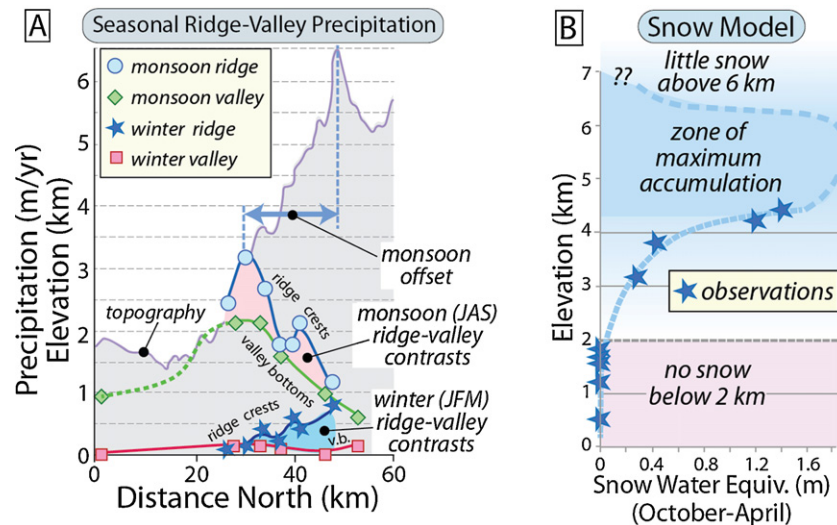 A
Seasonal Ridge-Valley Precipitation
monsoon ridge
monsoon valley
winter ridge
winter valley
Precipitation (m/yr)
Elevation (km)
6
5
4
3
2
1
0
topography
monsoon
offset
ridge crests
monsoon (JAS)
ridge-valley
contrasts
valley bottoms
winter (JFM)
ridge-valley
contrasts
ridge crests
v.b.
0
20
40
60
Distance North (km)
B
Snow Model
??
little snow
above 6 km
zone of
maximum
accumulation
observations
no snow
below 2 km
Elevation (km)
7
6
5
4
3
2
1
0
0
0.4
0.8
1.2
1.6
Snow Water Equiv. (m)
(October-April)